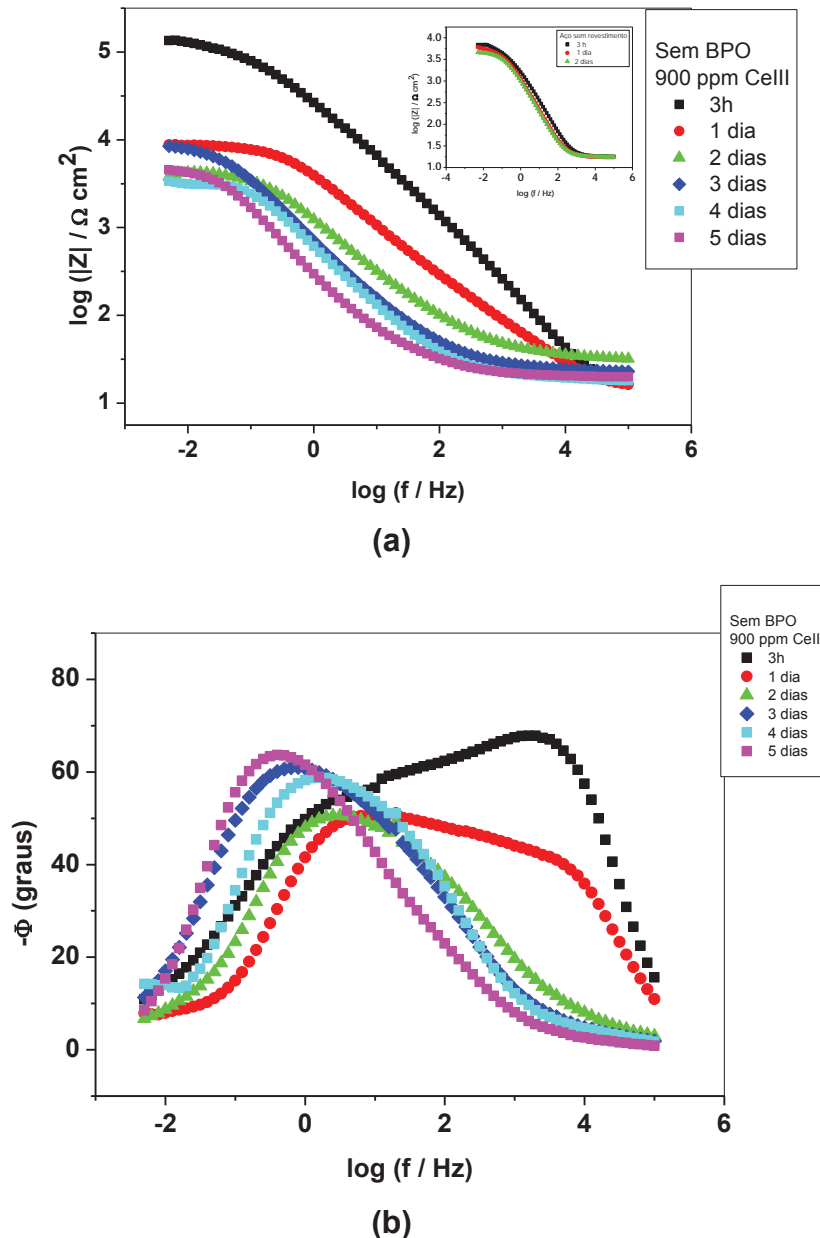 5
4
3
2
1
-2
0
2
4
6
log (|Z| / Ω cm²)
log (f / Hz)
Aço sem revestimento
3 h
1 dia
2 dias
4.0
3.5
3.0
2.5
2.0
1.5
1.0
-4
-2
0
2
4
6
log (|Z| / Ω cm²)
log (f / Hz)
Sem BPO
900 ppm CeIII
3h
1 dia
2 dias
3 dias
4 dias
5 dias
(a)
80
60
40
20
0
-2
0
2
4
6
-Φ (graus)
log (f / Hz)
Sem BPO
900 ppm CeII
3h
1 dia
2 dias
3 dias
4 dias
5 dias
(b)